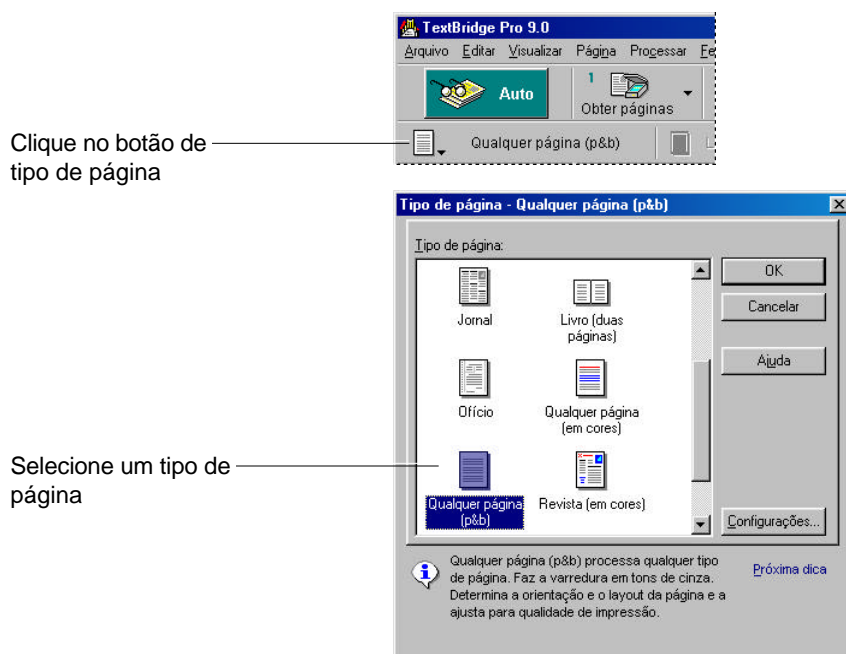 TextBridge Pro 9.0
Arquivo Editar Visualizar Página Processar Fe
Auto
1
Obter páginas
Clique no botão de
tipo de página
Qualquer página (p&b)
Tipo de página - Qualquer página (p&b)
Tipo de página:
OK
Jornal
Livro (duas
páginas)
Cancelar
Ajuda
Ofício
Qualquer página
(em cores)
Selecione um tipo de
página
Qualquer página
(p&b)
Revista (em cores)
Configurações...
Qualquer página (p&b) processa qualquer tipo
de página. Faz a varredura em tons de cinza.
Determina a orientação e o layout da página e a
ajusta para qualidade de impressão.
Próxima dica